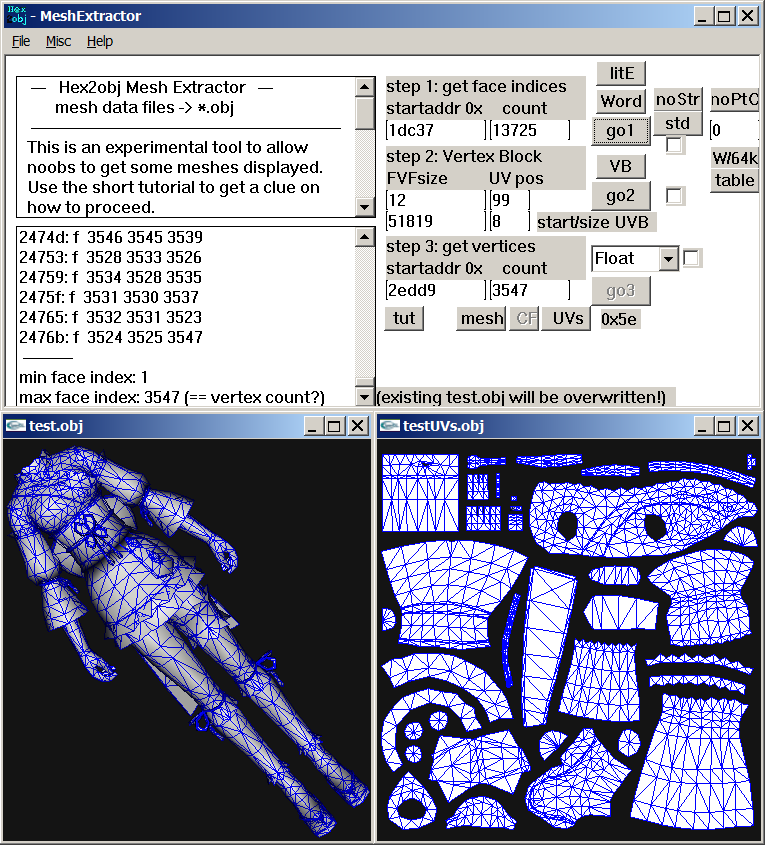 Hex
obj - MeshExtractor
File Misc Help
— Hex2obj Mesh Extractor —
mesh data files -> *.obj
This is an experimental tool to allow
noobs to get some meshes displayed.
Use the short tutorial to get a clue on
how to proceed.
2474d: f 3546 3545 3539
24753: f 3528 3533 3526
24759: f 3534 3528 3535
2475f: f 3531 3530 3537
24765: f 3532 3531 3523
2476b: f 3524 3525 3547
min face index: 1
max face index: 3547 (== vertex count?)
step 1: get face indices
startaddr 0x count
1dc37 13725
step 2: Vertex Block
FVFsize UV pos
12 99
51819 8 start/size UVB
step 3: get vertices
startaddr 0x count
2edd9 3547
tut mesh CF UVs 0x5e
litE
Word noStr noPtC
go1 std 0
VB W/64k
go2 table
Float
go3
(existing test.obj will be overwritten!)
test.obj
testUVs.obj